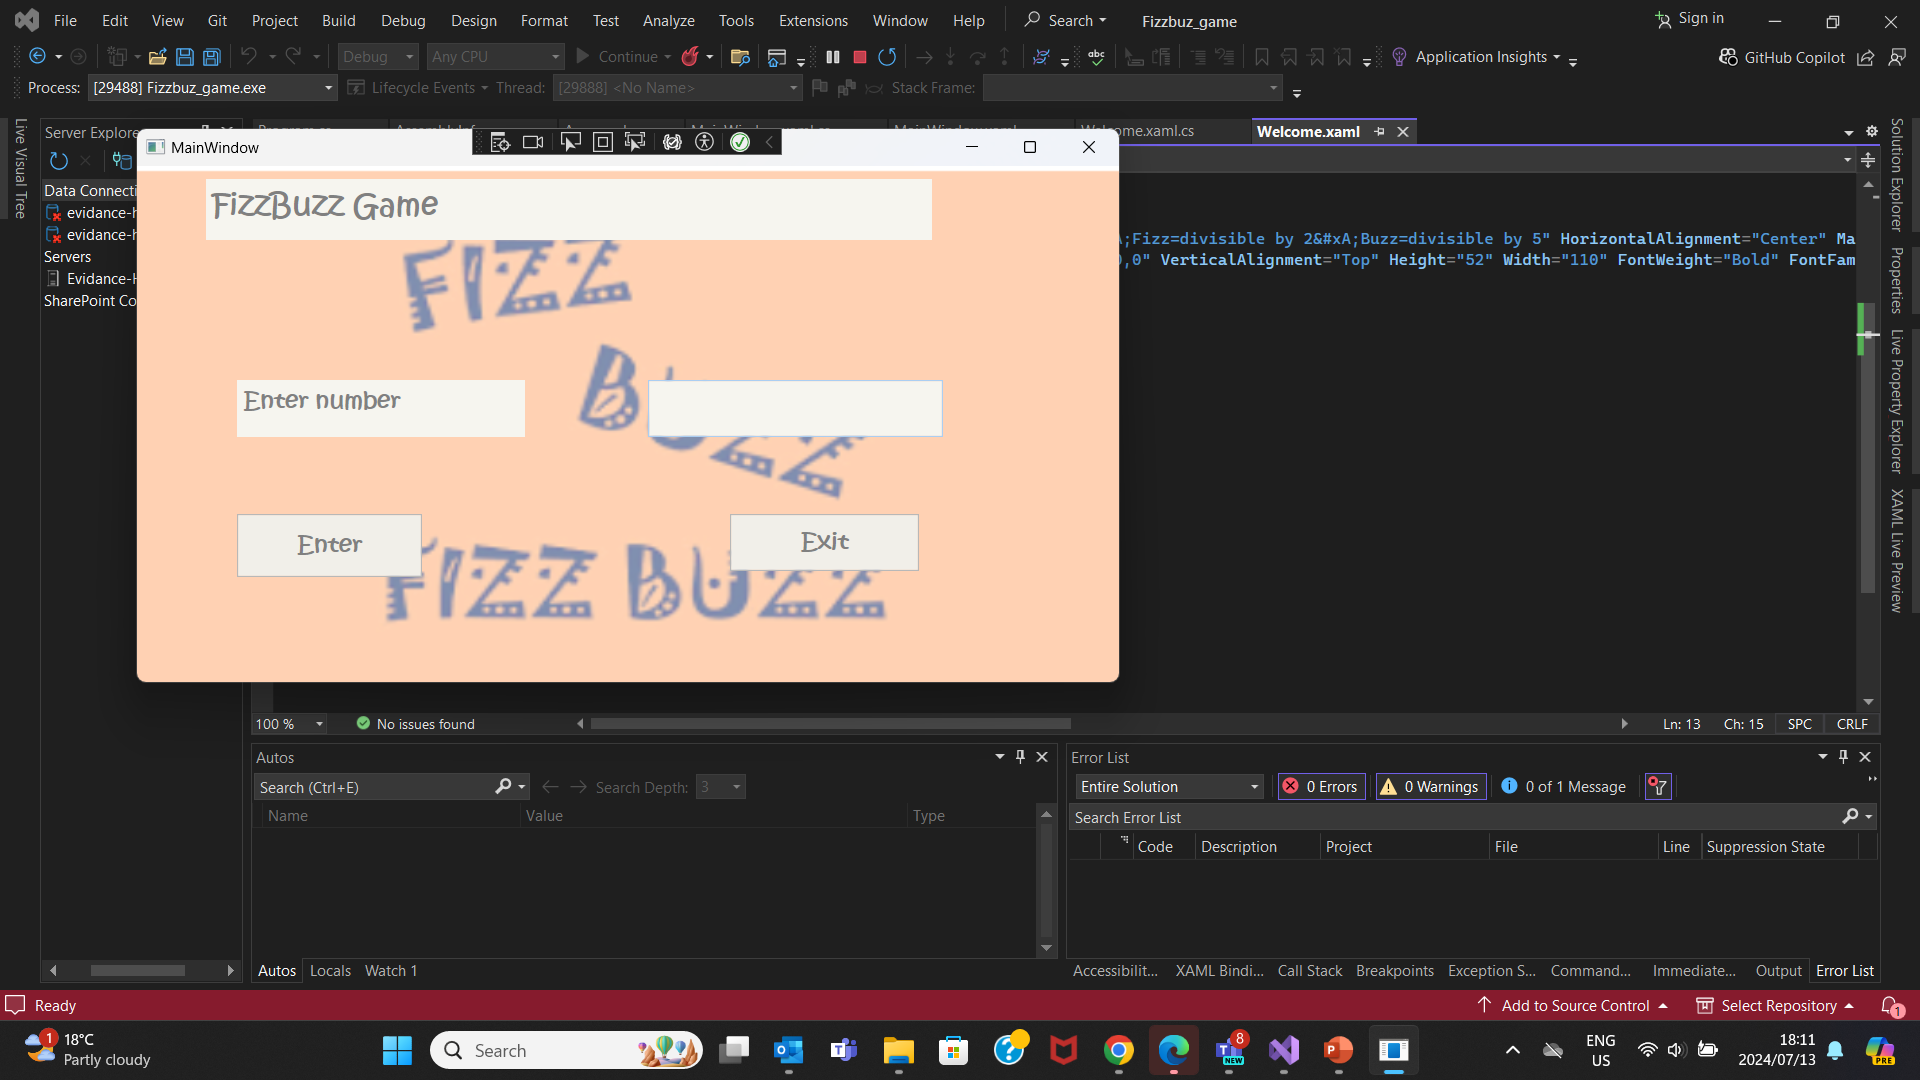 File Edit View Git Project Build Debug Design Format Test Analyze Tools Extensions Window Help Search Fizzbuz_game Sign in
Debug Any CPU Continue Application Insights GitHub Copilot
Process: [29488] Fizzbuz_game.exe Lifecycle Events Thread: [29888] <No Name> Stack Frame:
Live Visual Tree
Server Explore
Welcome.xaml
MainWindow
Data Connecti
evidance-h
evidance-h
Servers
Evidance-H
SharePoint Co
FizzBuzz Game
FIZZ
BUZZ
Enter number
Enter
Exit
FIZZ BUZZ
;Fizz=divisible by 2&#xA;Buzz=divisible by 5" HorizontalAlignment="Center" Ma
,0" VerticalAlignment="Top" Height="52" Width="110" FontWeight="Bold" FontFam
Solution Explorer
Properties
Live Property Explorer
XAML Live Preview
100 % No issues found Ln: 13 Ch: 15 SPC CRLF
Autos
Search (Ctrl+E) Search Depth: 3
Name Value Type
Autos Locals Watch 1
Error List
Entire Solution 0 Errors 0 Warnings 0 of 1 Message
Search Error List
Code Description Project File Line Suppression State
Accessibilit... XAML Bindi... Call Stack Breakpoints Exception S... Command... Immediate... Output Error List
Ready Add to Source Control Select Repository 1
1 18°C
Partly cloudy
Search
8
NEW
ENG
US
18:11
2024/07/13
PRE